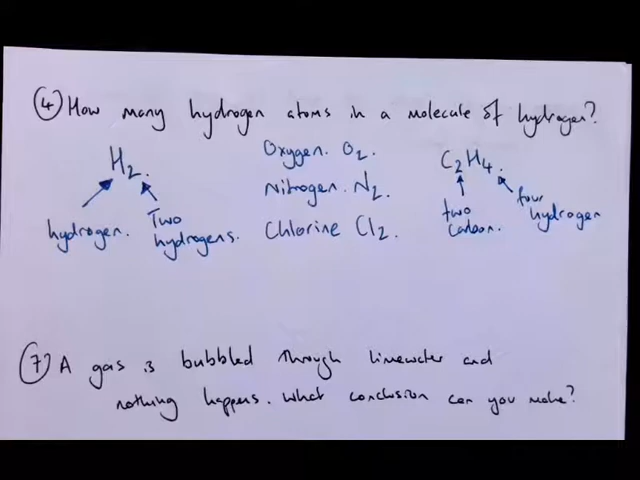 ④ How many hydrogen atoms in a molecule of hydrogen?
H₂.
hydrogen.
Two
hydrogens.
Oxygen. O₂.
Nitrogen. N₂.
Chlorine Cl₂.
C₂H₄.
two
carbon.
four
hydrogen
⑦ A gas is bubbled through limewater and
nothing happens. What conclusion can you make?